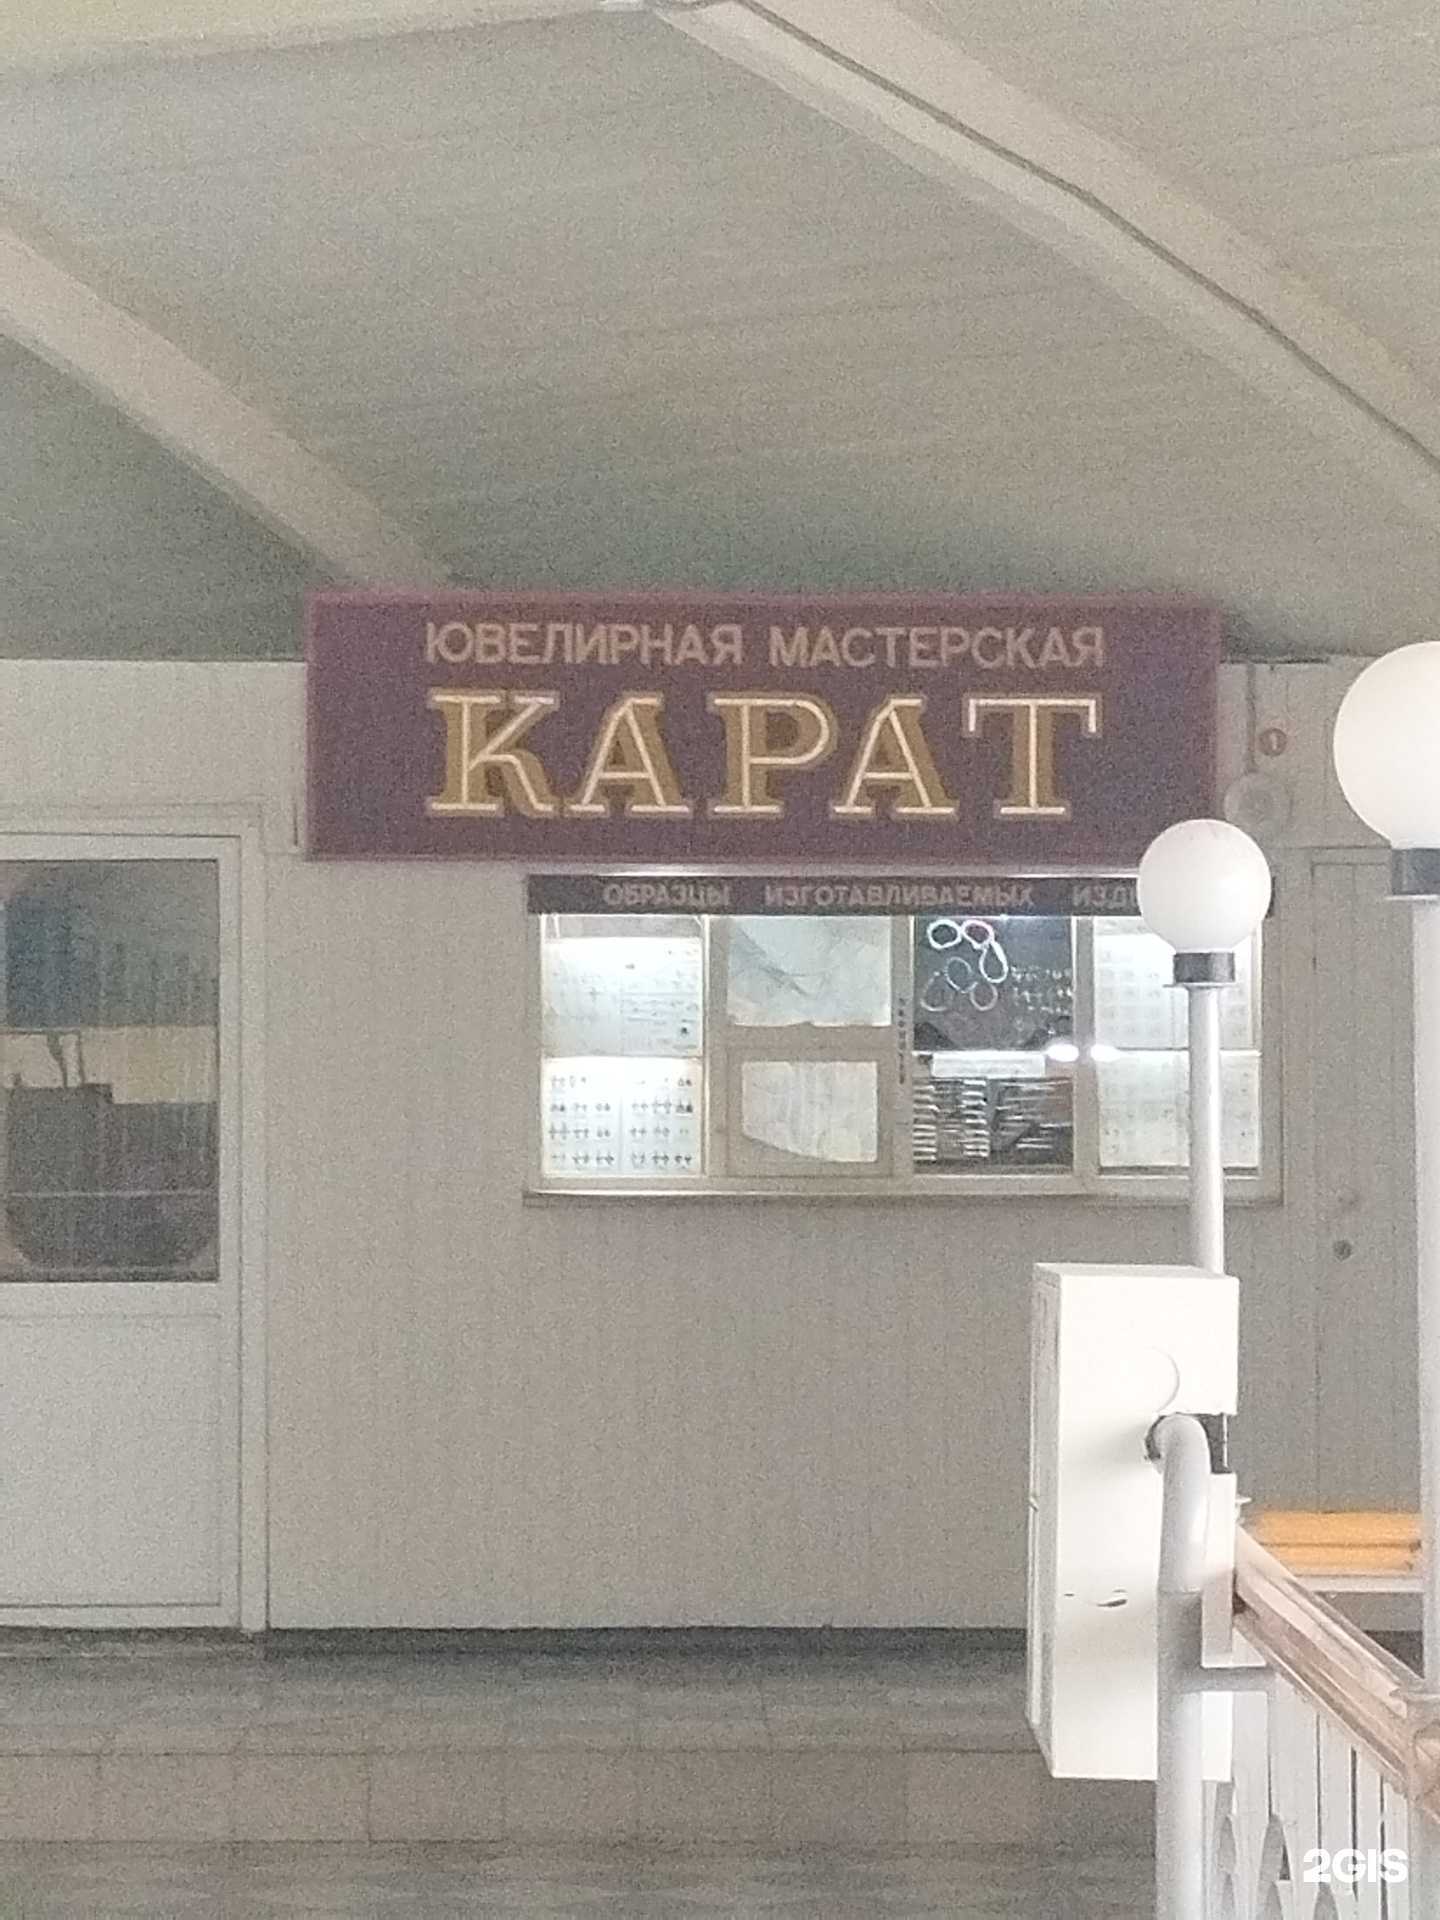 ЮВЕЛИРНАЯ МАСТЕРСКАЯ
КАРАТ
ОБРАЗЦЫ ИЗГОТАВЛИВАЕМЫХ
2GIS